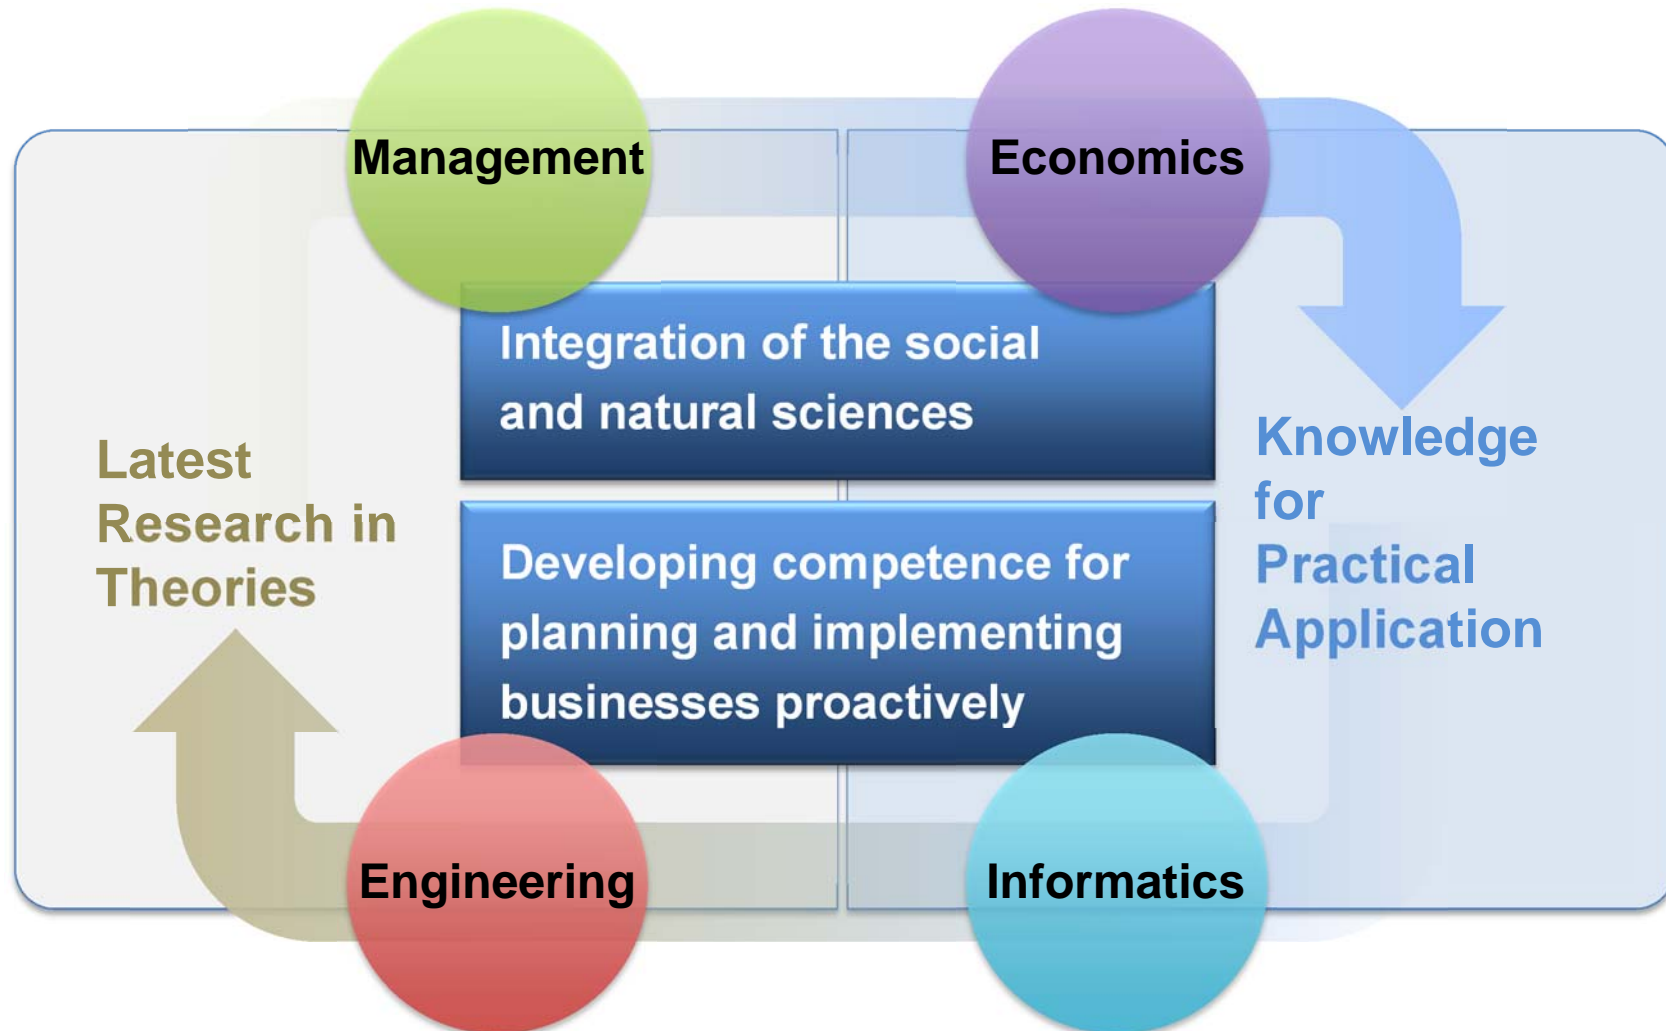 Management
Economics
Integration of the social
and natural sciences
Latest
Research in
Theories
Knowledge
for
Practical
Application
Developing competence for
planning and implementing
businesses proactively
Engineering
Informatics